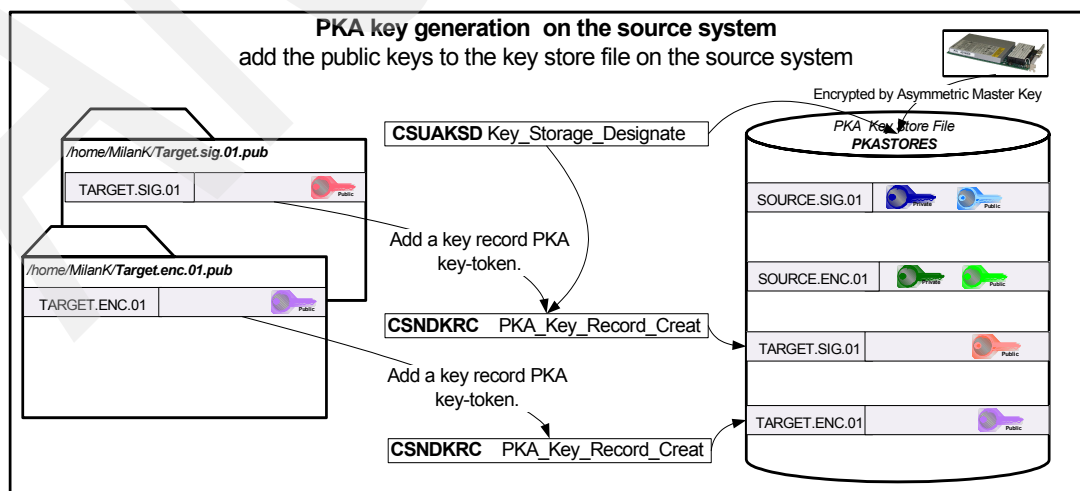 PKA key generation on the source system
add the public keys to the key store file on the source system
Encrypted by Asymmetric Master Key
CSUAKSD Key_Storage_Designate
PKA Key Store File
PKASTORES
/home/MilanK/Target.sig.01.pub
TARGET.SIG.01
Public
SOURCE.SIG.01
Private
Public
Add a key record PKA
key-token.
/home/MilanK/Target.enc.01.pub
TARGET.ENC.01
Public
SOURCE.ENC.01
Private
Public
CSNDKRC PKA_Key_Record_Creat
TARGET.SIG.01
Public
Add a key record PKA
key-token.
TARGET.ENC.01
Public
CSNDKRC PKA_Key_Record_Creat